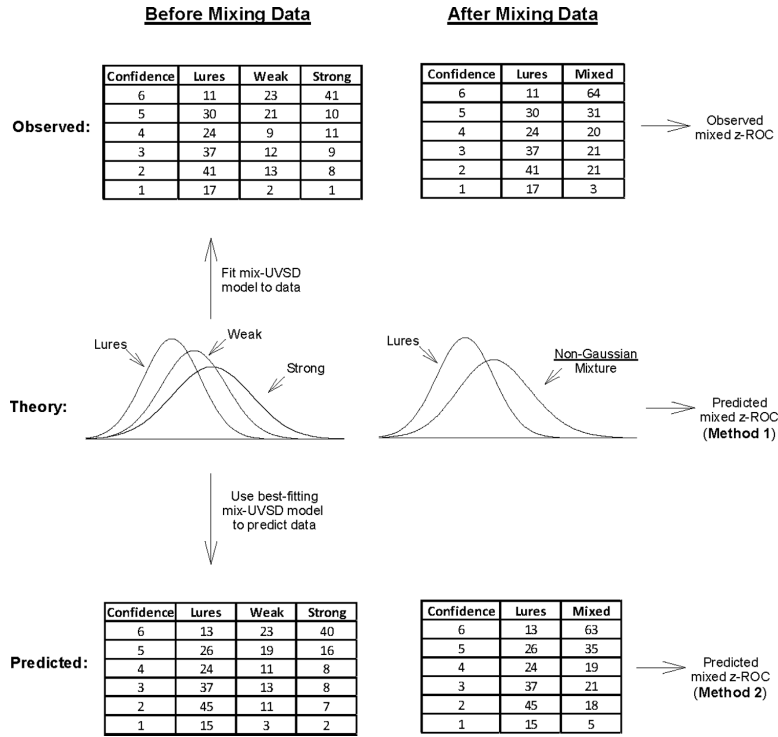 Before Mixing Data
After Mixing Data
Observed:
Confidence Lures Weak Strong
6 11 23 41
5 30 21 10
4 24 9 11
3 37 12 9
2 41 13 8
1 17 2 1
Confidence Lures Mixed
6 11 64
5 30 31
4 24 20
3 37 21
2 41 21
1 17 3
Observed
mixed z-ROC
Fit mix-UVSD
model to data
Theory:
Lures
Weak
Strong
Lures
Non-Gaussian
Mixture
Predicted
mixed z-ROC
(Method 1)
Use best-fitting
mix-UVSD model
to predict data
Predicted:
Confidence Lures Weak Strong
6 13 23 40
5 26 19 16
4 24 11 8
3 37 13 8
2 45 11 7
1 15 3 2
Confidence Lures Mixed
6 13 63
5 26 35
4 24 19
3 37 21
2 45 18
1 15 5
Predicted
mixed z-ROC
(Method 2)